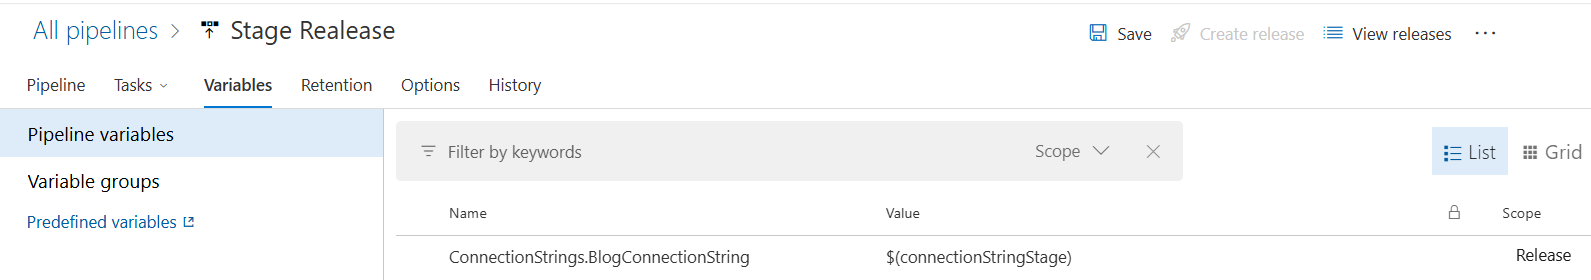 All pipelines > Stage Realease
Save Create release View releases ...
Pipeline Tasks Variables Retention Options History
Pipeline variables
Variable groups
Predefined variables
Filter by keywords Scope
List Grid
Name Value Scope
ConnectionStrings.BlogConnectionString $(connectionStringStage) Release